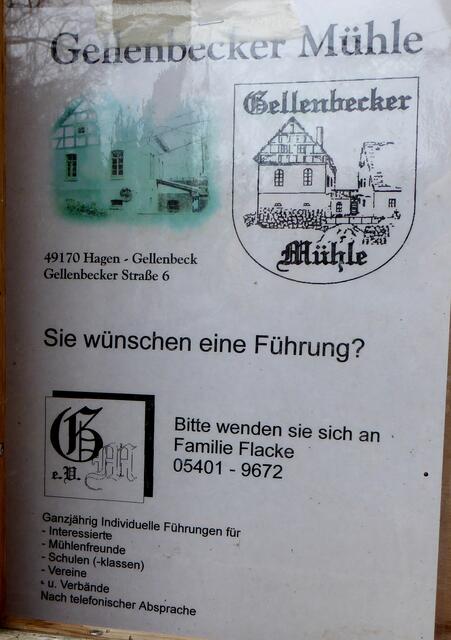 Gellenbecker Mühle
Gellenbecker
Mühle
49170 Hagen - Gellenbeck
Gellenbecker Straße 6
Sie wünschen eine Führung?
G M
e.V.
Bitte wenden sie sich an
Familie Flacke
05401 - 9672
Ganzjährig Individuelle Führungen für
- Interessierte
- Mühlenfreunde
- Schulen (-klassen)
- Vereine
- u. Verbände
Nach telefonischer Absprache